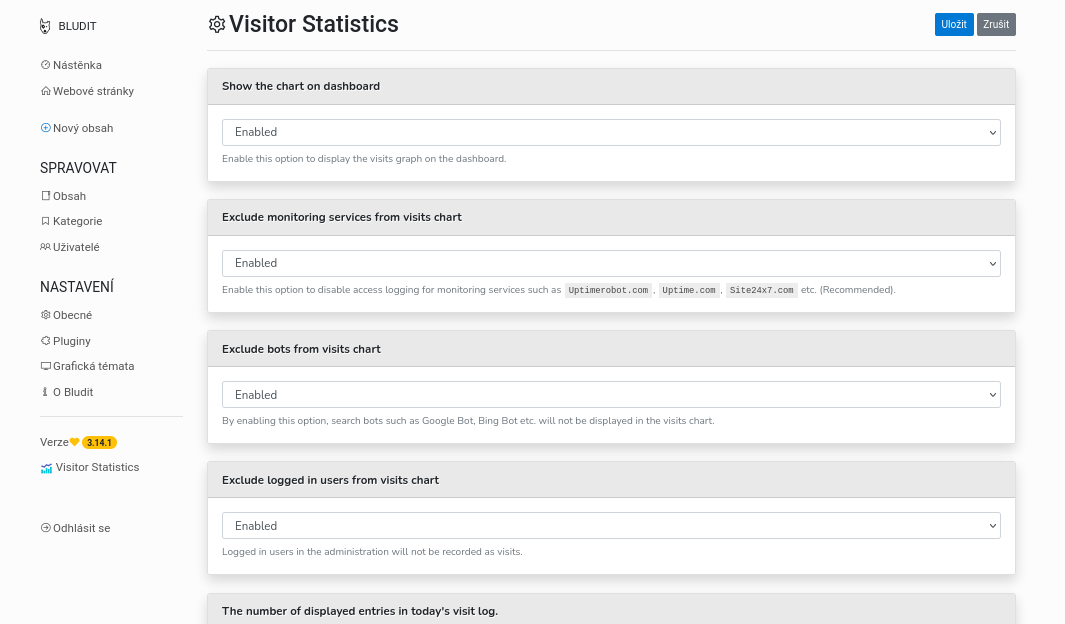 BLUDIT
Nástěnka
Webové stránky
Nový obsah
SPRAVOVAT
Obsah
Kategorie
Uživatelé
NASTAVENÍ
Obecné
Pluginy
Grafická témata
O Bludit
Verze 3.14.1
Visitor Statistics
Odhlásit se
Visitor Statistics
Uložit Zrušit
Show the chart on dashboard
Enabled
Enable this option to display the visits graph on the dashboard.
Exclude monitoring services from visits chart
Enabled
Enable this option to disable access logging for monitoring services such as Uptimerobot.com, Uptime.com, Site24x7.com etc. (Recommended).
Exclude bots from visits chart
Enabled
By enabling this option, search bots such as Google Bot, Bing Bot etc. will not be displayed in the visits chart.
Exclude logged in users from visits chart
Enabled
Logged in users in the administration will not be recorded as visits.
The number of displayed entries in today's visit log.